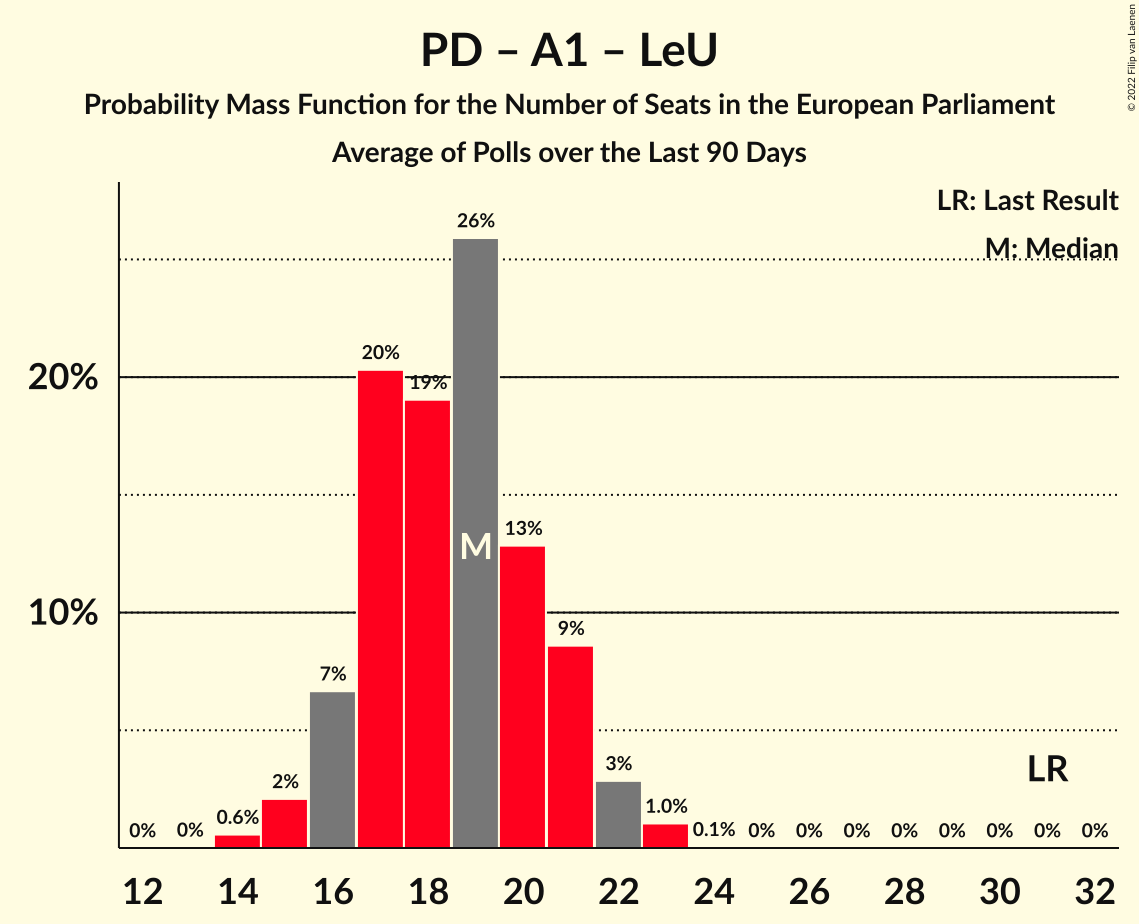 PD – A1 – LeU
Probability Mass Function for the Number of Seats in the European Parliament
Average of Polls over the Last 90 Days
© 2022 Filip van Laenen
LR: Last Result
M: Median
26%
20%
19%
20%
M
13%
10%
9%
7%
3%
LR
2%
0% 0% 0.6% 1.0% 0.1% 0% 0% 0% 0% 0% 0% 0% 0%
12 14 16 18 20 22 24 26 28 30 32